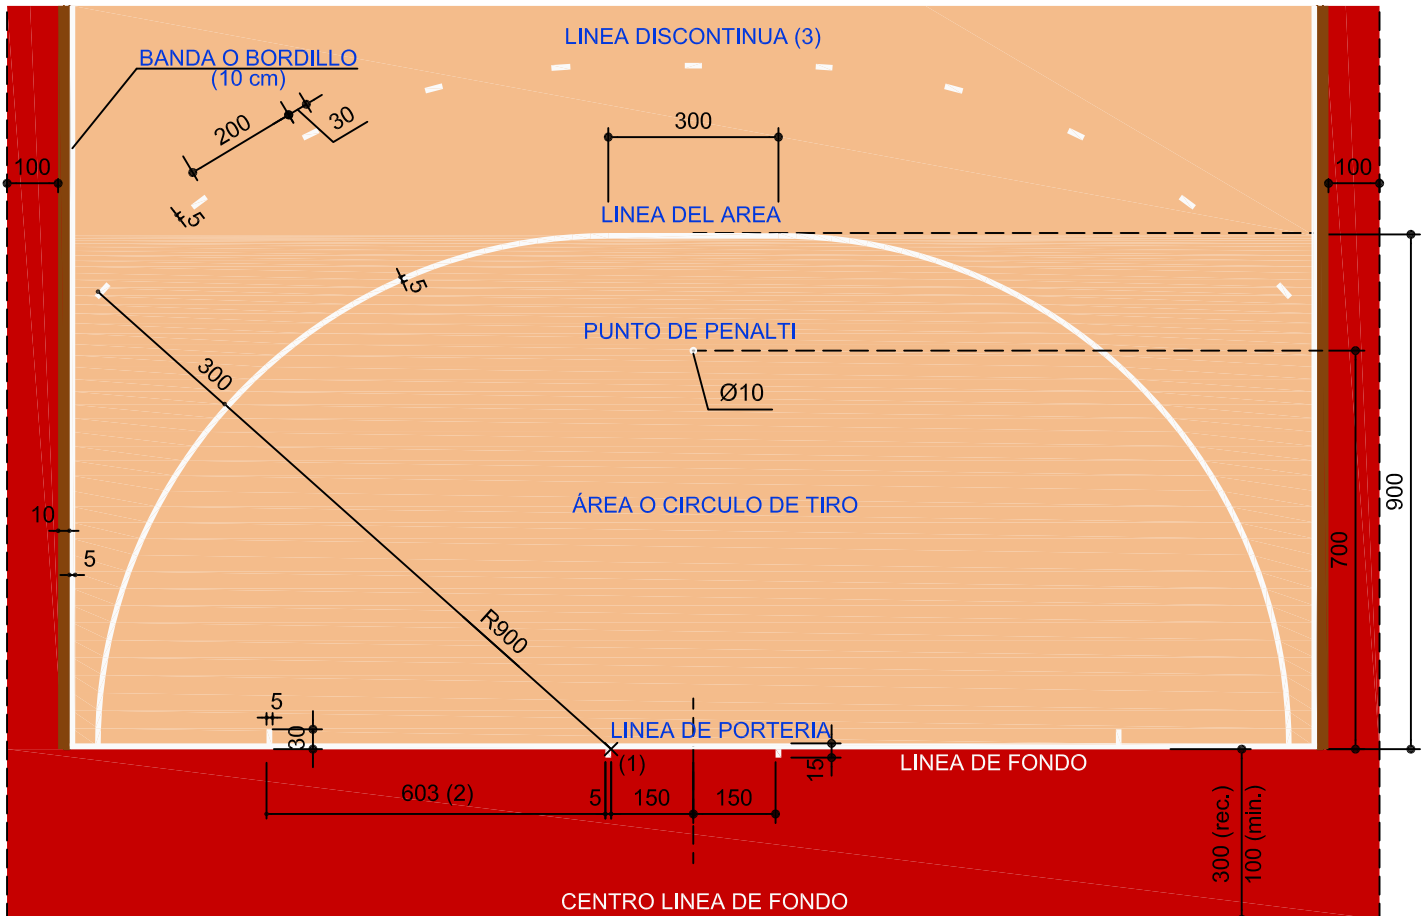 LINEA DISCONTINUA (3)
BANDA O BORDILLO
(10 cm)
200
30
300
100
100
5
LINEA DEL AREA
5
PUNTO DE PENALTI
300
Ø10
900
ÁREA O CIRCULO DE TIRO
10
700
5
R900
5
30
LINEA DE PORTERIA
(1)
15
LINEA DE FONDO
603 (2)
5
150
150
300 (rec.)
100 (min.)
CENTRO LINEA DE FONDO